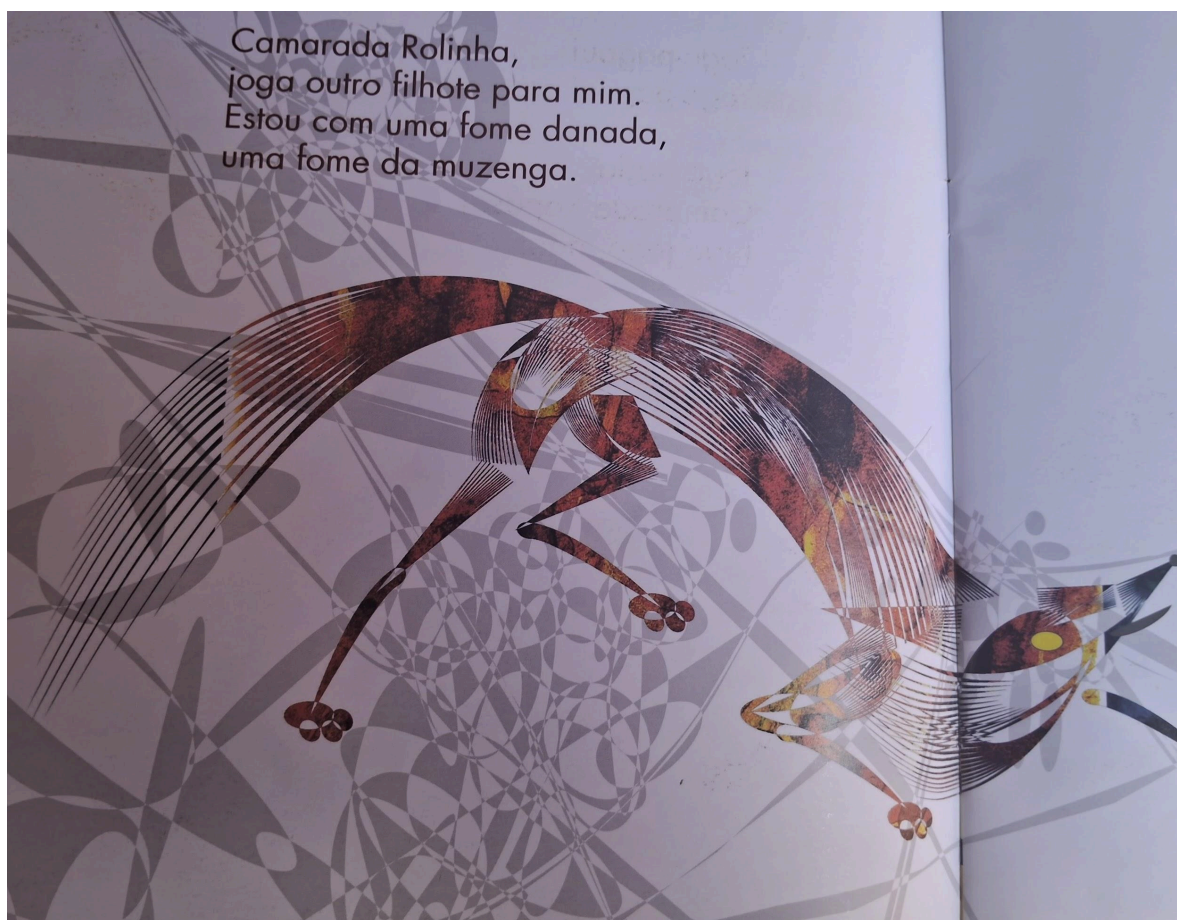 Camarada Rolinha,
joga outro filhote para mim.
Estou com uma fome danada,
uma fome da muzenga.